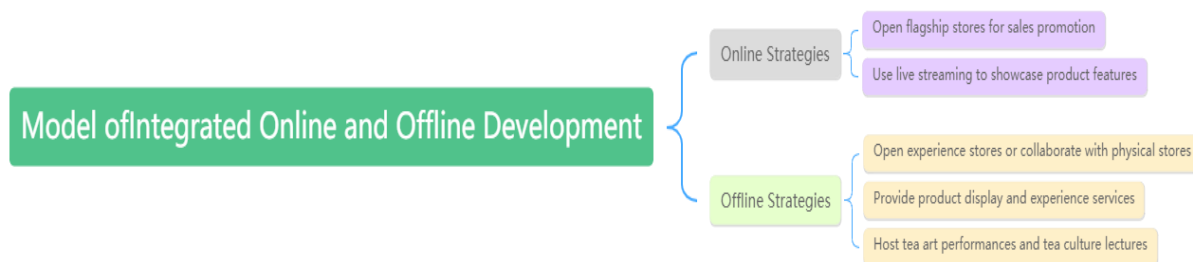 Model ofIntegrated Online and Offline Development
Online Strategies
Open flagship stores for sales promotion
Use live streaming to showcase product features
Offline Strategies
Open experience stores or collaborate with physical stores
Provide product display and experience services
Host tea art performances and tea culture lectures